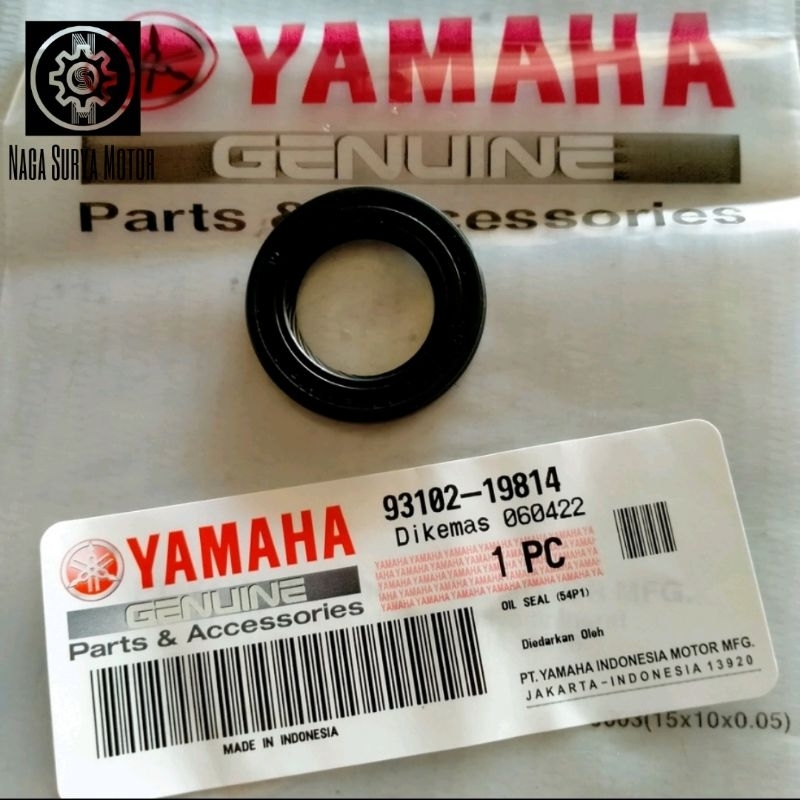 YAMAHA
GENUINE
NAGA SURYA MOTOR
Parts & Accessories
93102-19814
Dikemas 060422
YAMAHA
1 PC
GENUINE
OIL SEAL (54P1)
Parts & Accessories
Diedarkan Oleh
PT. YAMAHA INDONESIA MOTOR MFG.
JAKARTA-INDONESIA 13920
MADE IN INDONESIA
(15x10x0.05)